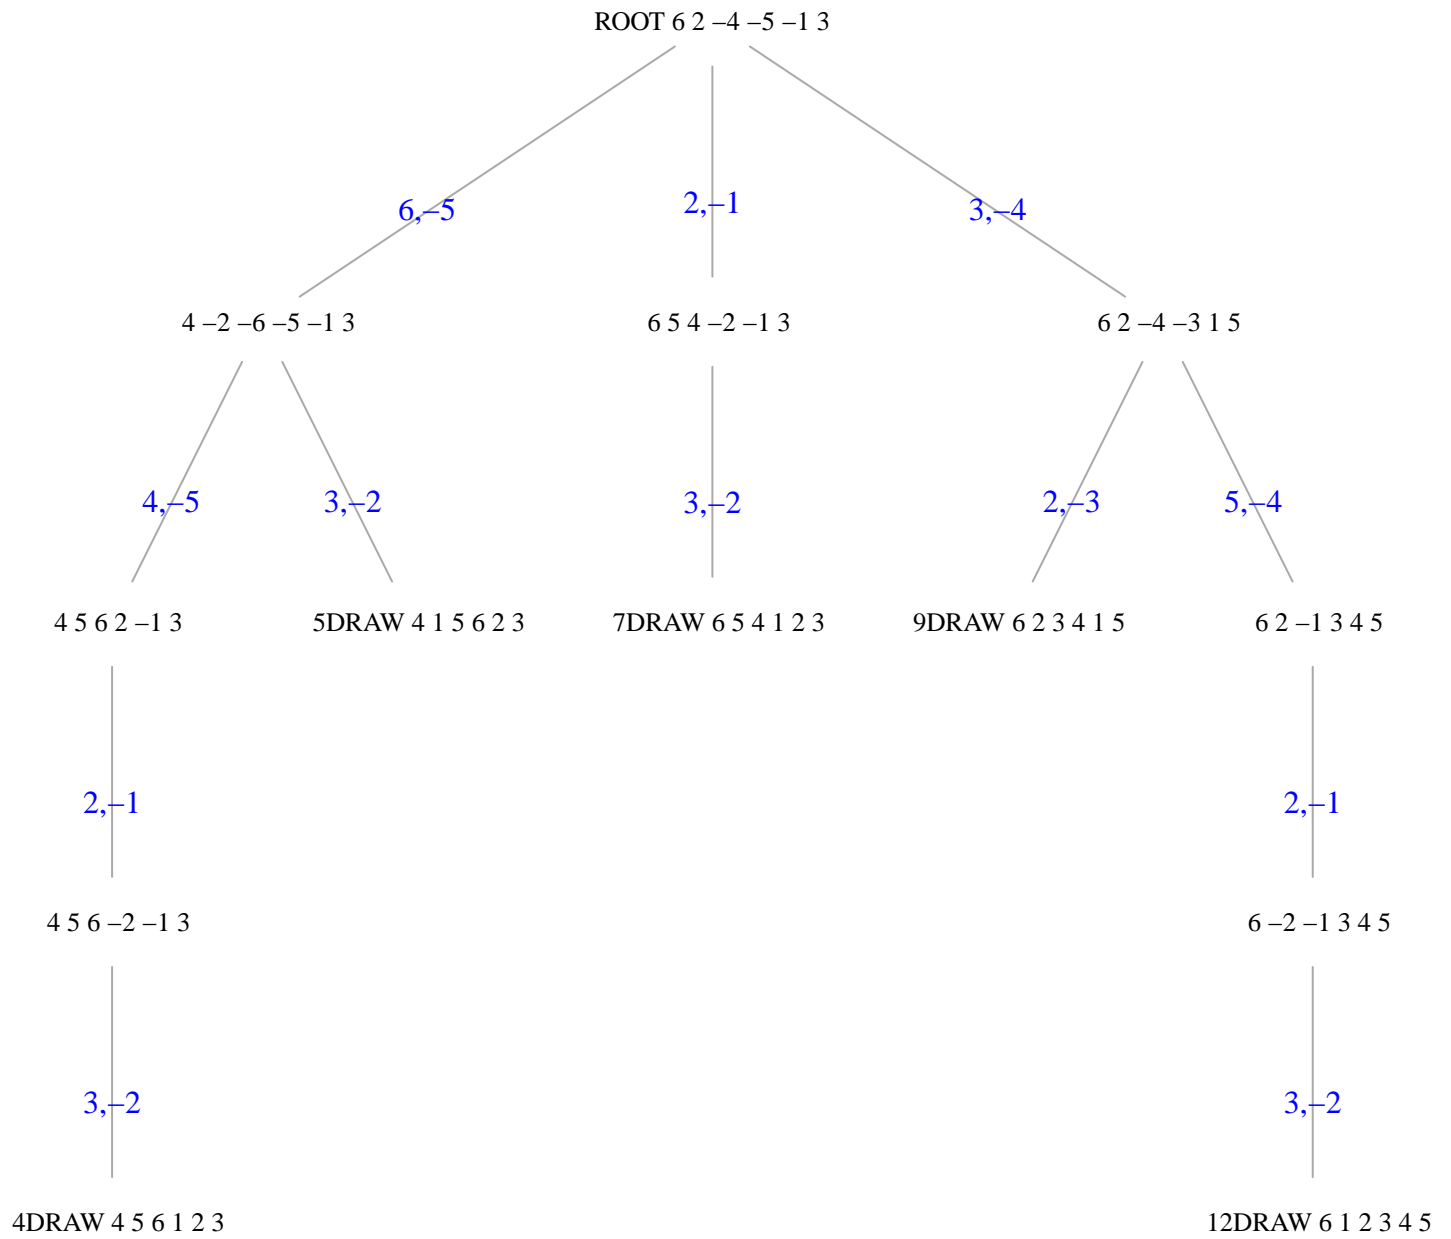 ROOT 6 2 –4 –5 –1 3
6,–5
2,–1
3,–4
4 –2 –6 –5 –1 3
6 5 4 –2 –1 3
6 2 –4 –3 1 5
4,–5
3,–2
3,–2
2,–3
5,–4
4 5 6 2 –1 3
5DRAW 4 1 5 6 2 3
7DRAW 6 5 4 1 2 3
9DRAW 6 2 3 4 1 5
6 2 –1 3 4 5
2,–1
2,–1
4 5 6 –2 –1 3
6 –2 –1 3 4 5
3,–2
3,–2
4DRAW 4 5 6 1 2 3
12DRAW 6 1 2 3 4 5